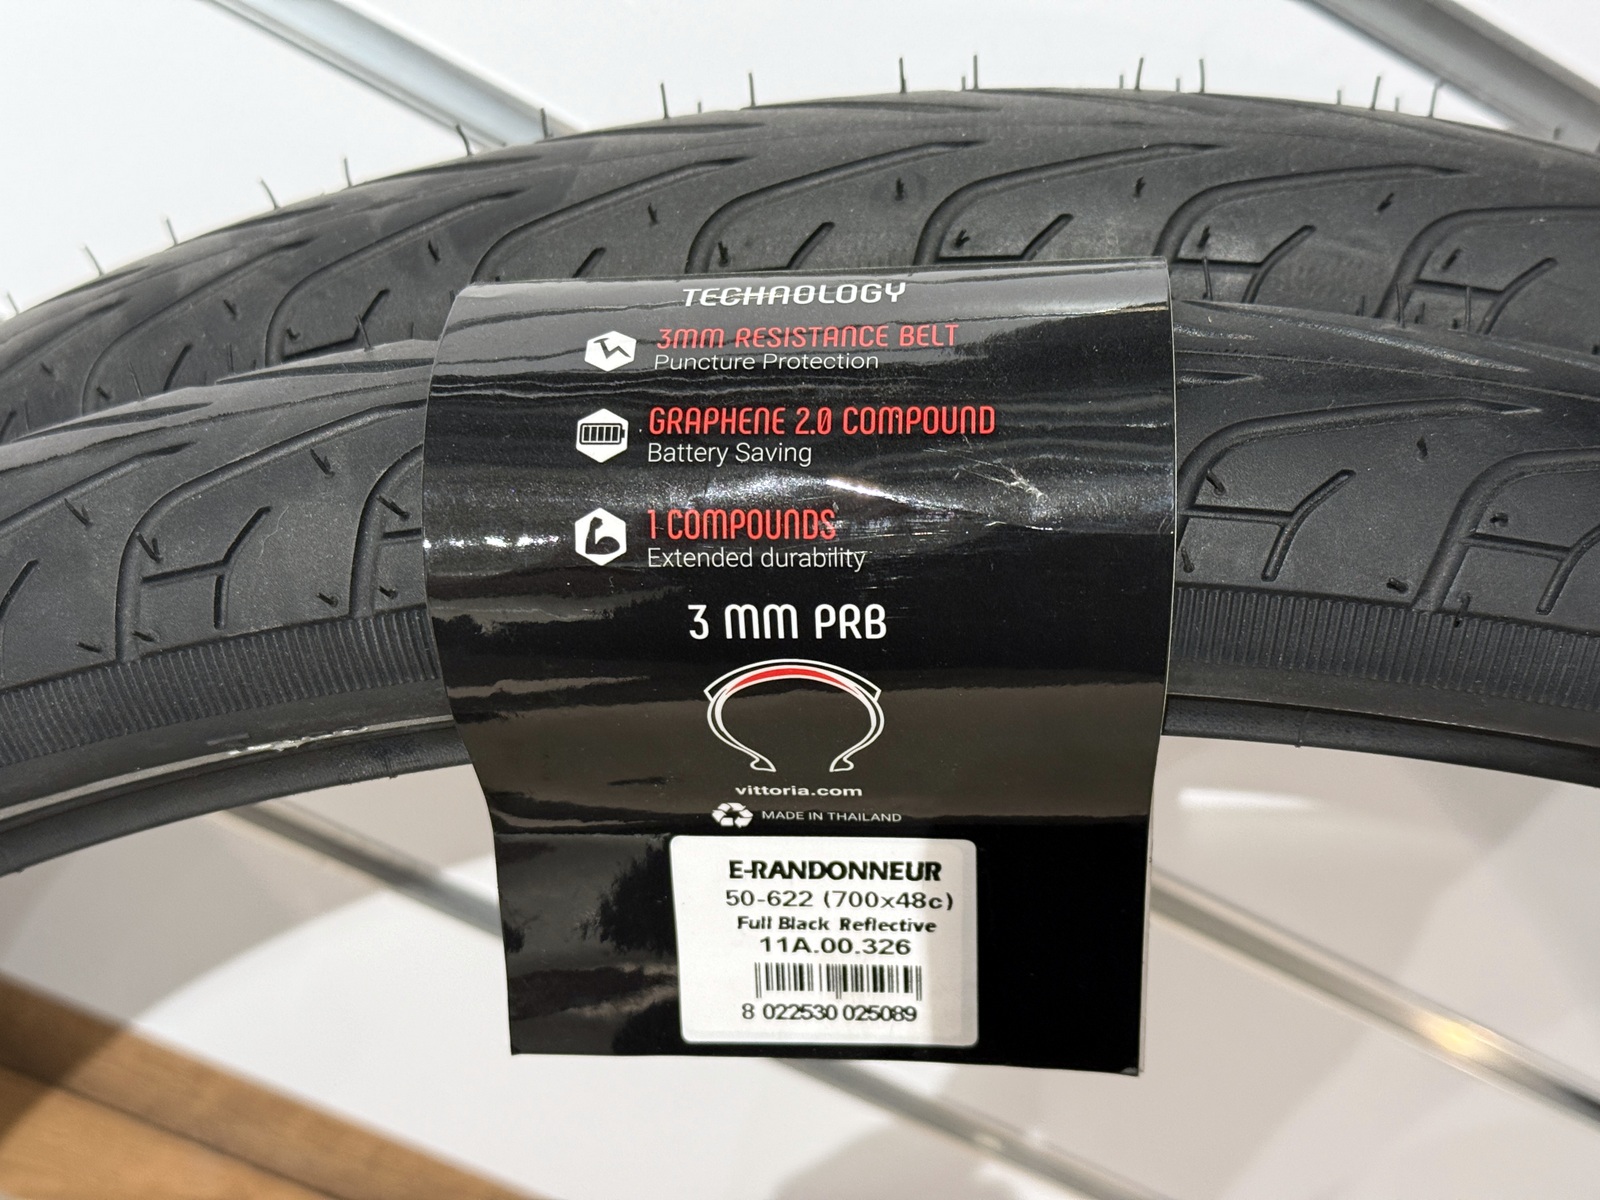 TECHNOLOGY
3MM RESISTANCE BELT
Puncture Protection
GRAPHENE 2.0 COMPOUND
Battery Saving
1 COMPOUNDS
Extended durability
3 MM PRB
vittoria.com
MADE IN THAILAND
E-RANDONNEUR
50-622 (700x48c)
Full Black Reflective
11A.00.326
8 022530 025089